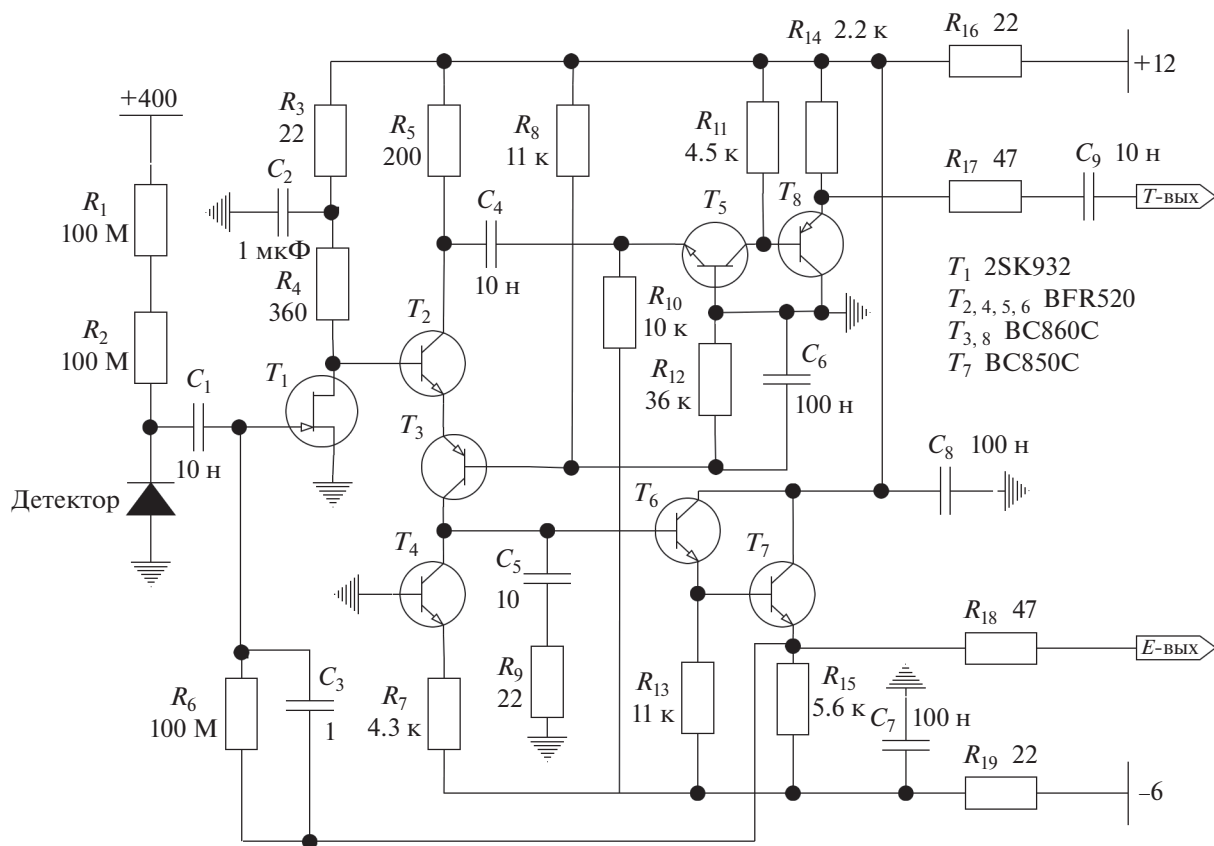 R14 2.2 к
R16 22
+12
+400
R3
22
R5
200
R8
11 к
R11
4.5 к
R17 47
C9 10 н
T-вых
C2
1 мкФ
R1
100 М
C4
10 н
T5
T8
R4
360
R10
10 к
T1 2SK932
T2, 4, 5, 6 BFR520
T3, 8 BC860C
T7 BC850C
R2
100 М
T2
C1
10 н
T1
R12
36 к
C6
100 н
T3
C8 100 н
Детектор
T6
T4
C5
10
T7
R18 47
E-вых
R6
100 М
C3
1
R7
4.3 к
R9
22
R13
11 к
R15
5.6 к
C7
100 н
R19 22
–6